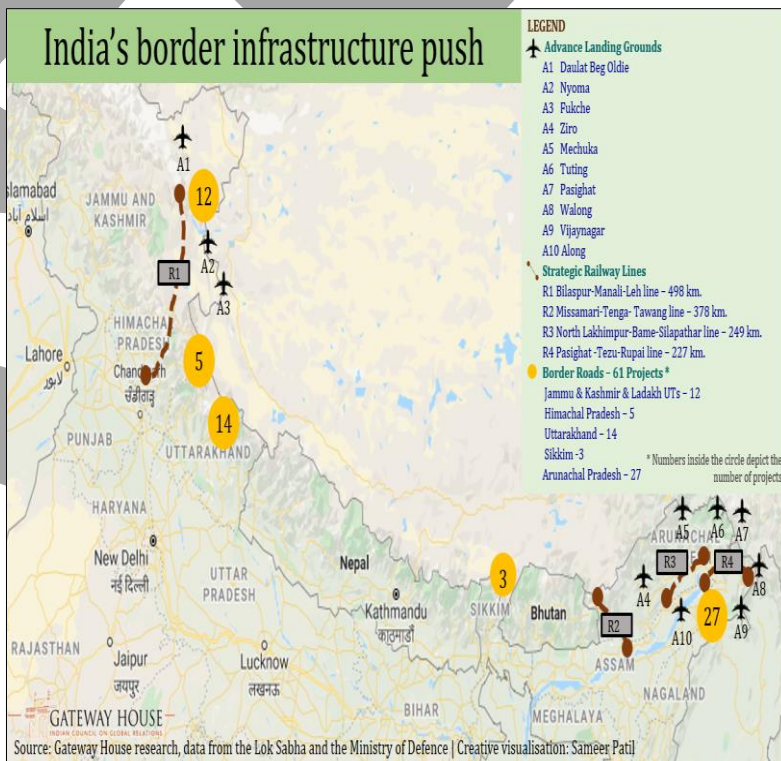 India's border infrastructure push
LEGEND
Advance Landing Grounds
A1 Daulat Beg Oldie
A2 Nyoma
A3 Fukche
A4 Ziro
A5 Mechuka
A6 Tuting
A7 Pasighat
A8 Walong
A9 Vijaynagar
A10 Along
Strategic Railway Lines
R1 Bilaspur-Manali-Leh line – 498 km.
R2 Missamari-Tenga- Tawang line – 378 km.
R3 North Lakhimpur-Bame-Silapathar line – 249 km.
R4 Pasighat -Tezu-Rupai line – 227 km.
Border Roads – 61 Projects *
Jammu & Kashmir & Ladakh UTs – 12
Himachal Pradesh – 5
Uttarakhand – 14
Sikkim -3
Arunachal Pradesh – 27
* Numbers inside the circle depict the
number of projects
A1
slamabad
اسلام آباد
JAMMU AND
KASHMIR
12
A2
R1
A3
HIMACHAL
PRADESH
Lahore
لاہور
5
चंडीगढ़
14
PUNJAB
UTTARAKHAND
HARYANA
New Delhi
नई दिल्ली
UTTAR
PRADESH
Nepal
Kathmandu
काठमाडौं
3
SIKKIM
Bhutan
A5
A6
A7
R3
R4
A8
A4
27
A10
A9
R2
ASSAM
RAJASTHAN
Jaipur
जयपुर
Lucknow
लखनऊ
NAGALAND
BIHAR
MEGHALAYA
GATEWAY HOUSE
INDIAN COUNCIL ON GLOBAL RELATIONS
Source: Gateway House research, data from the Lok Sabha and the Ministry of Defence | Creative visualisation: Sameer Patil